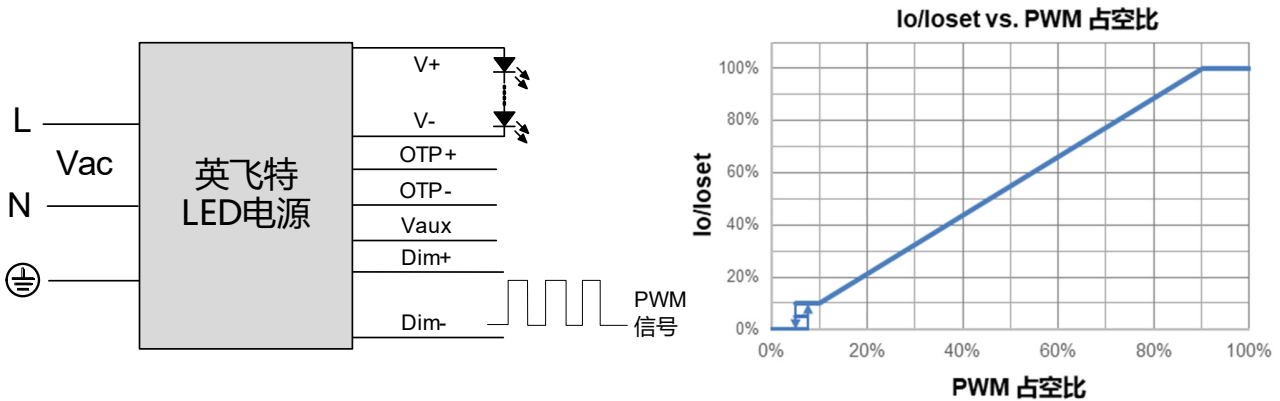 L
Vac
N
英飞特
LED电源
V+
V-
OTP+
OTP-
Vaux
Dim+
Dim-
PWM
信号
Io/Ioset vs. PWM 占空比
Io/Ioset
100%
80%
60%
40%
20%
0%
0% 20% 40% 60% 80% 100%
PWM 占空比